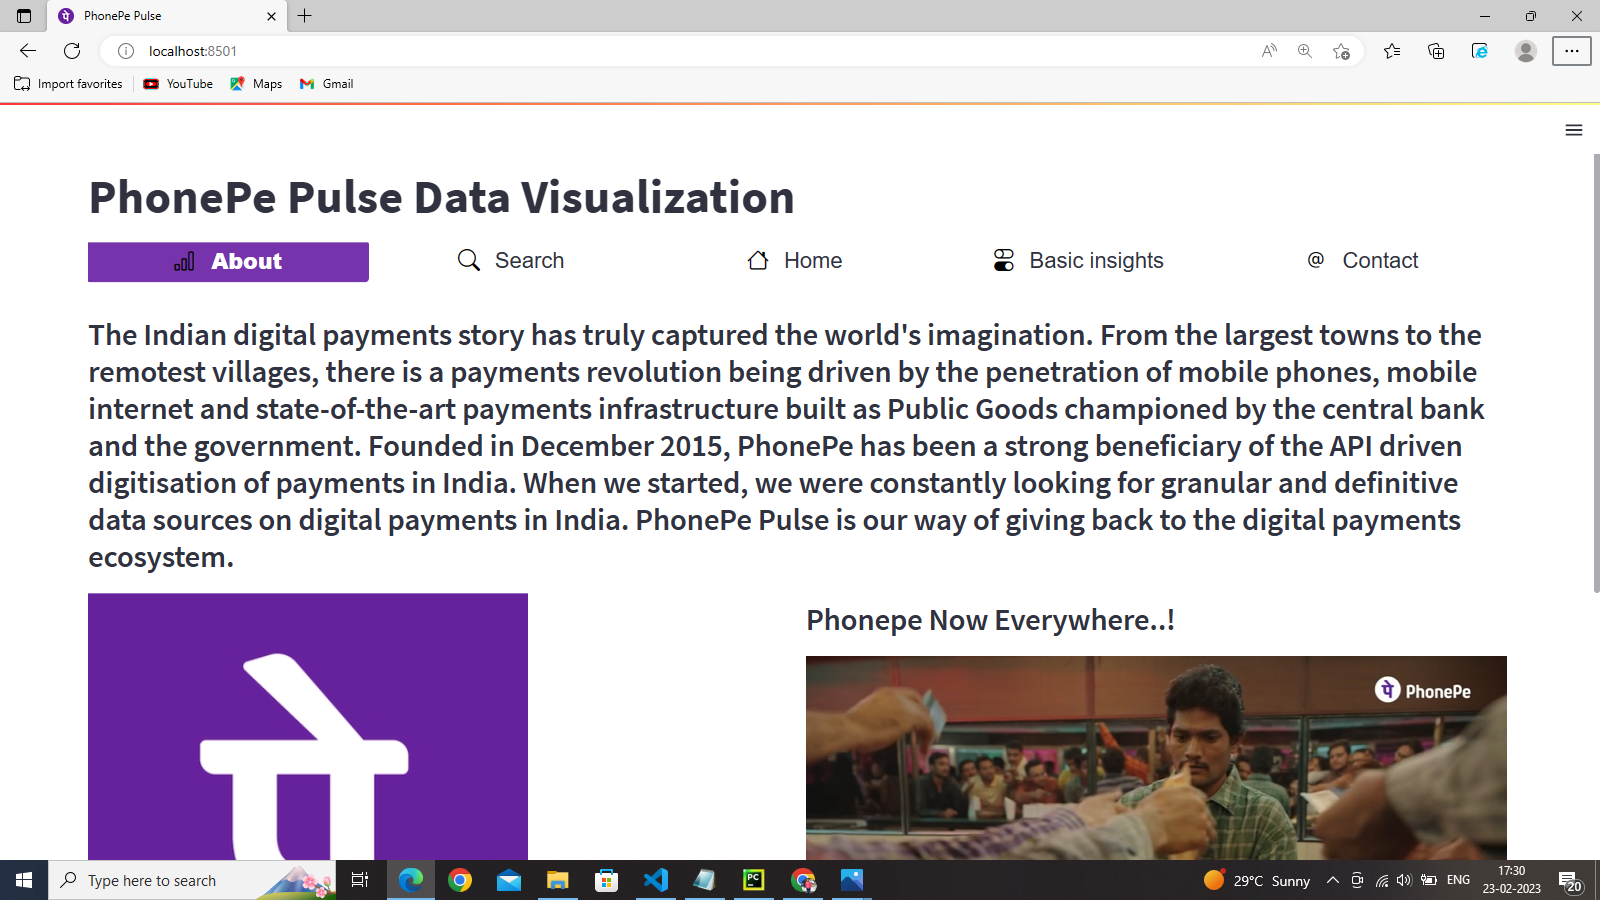 PhonePe Pulse
localhost:8501
Import favorites
YouTube
Maps
Gmail
PhonePe Pulse Data Visualization
About
Search
Home
Basic insights
@ Contact
The Indian digital payments story has truly captured the world's imagination. From the largest towns to the
remotest villages, there is a payments revolution being driven by the penetration of mobile phones, mobile
internet and state-of-the-art payments infrastructure built as Public Goods championed by the central bank
and the government. Founded in December 2015, PhonePe has been a strong beneficiary of the API driven
digitisation of payments in India. When we started, we were constantly looking for granular and definitive
data sources on digital payments in India. PhonePe Pulse is our way of giving back to the digital payments
ecosystem.
पे
Phonepe Now Everywhere..!
पे PhonePe
Type here to search
PC
29°C Sunny
ENG
17:30
23-02-2023
20